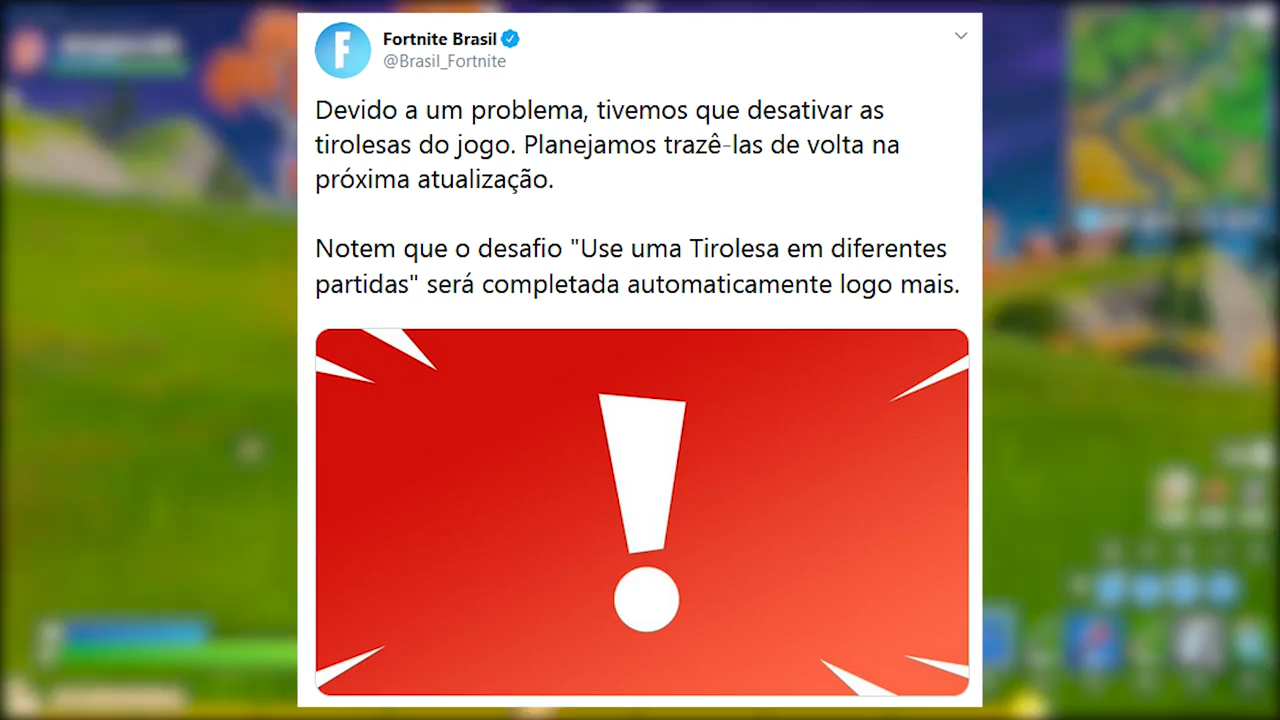 Fortnite Brasil
@Brasil_Fortnite
Devido a um problema, tivemos que desativar as
tirolesas do jogo. Planejamos trazê-las de volta na
próxima atualização.
Notem que o desafio "Use uma Tirolesa em diferentes
partidas" será completada automaticamente logo mais.